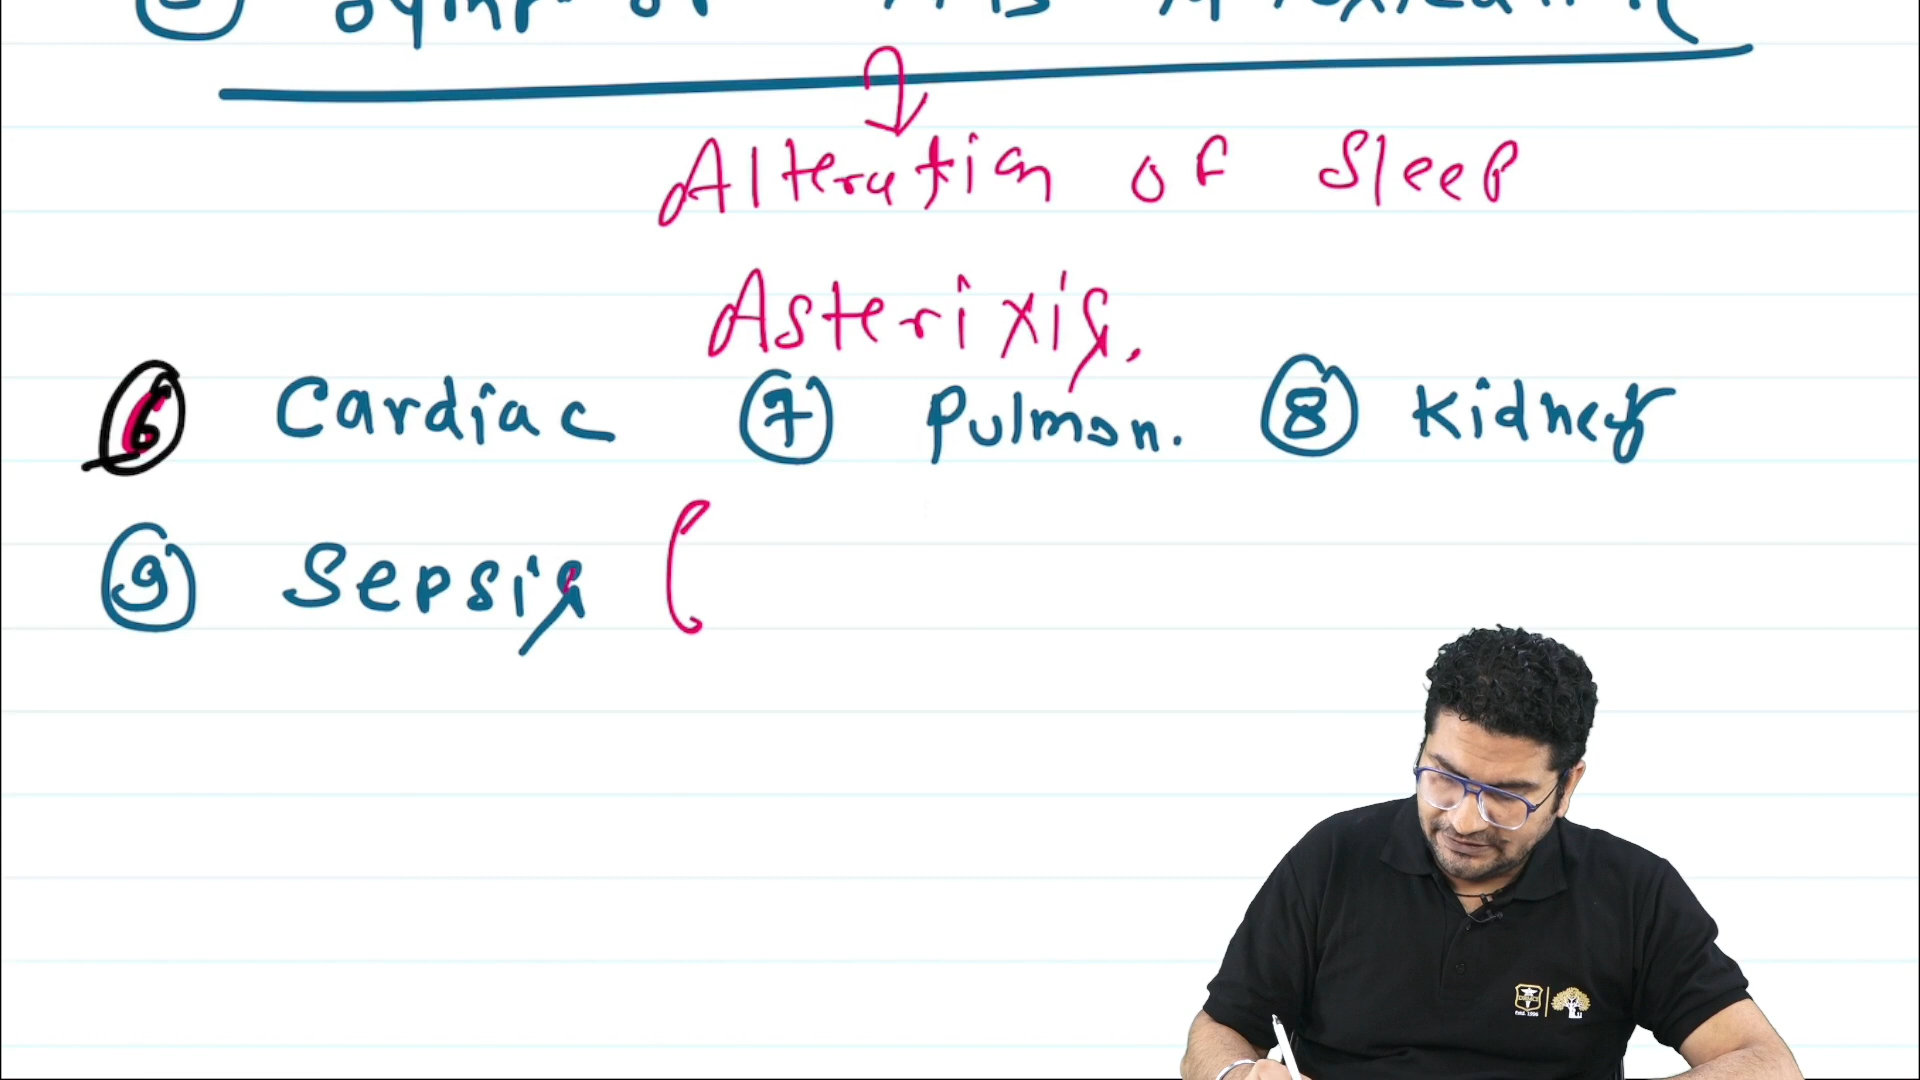 Alteration of Sleep
Asterixis.
6 Cardiac 7 Pulmon. 8 Kidney
9 Sepsis (